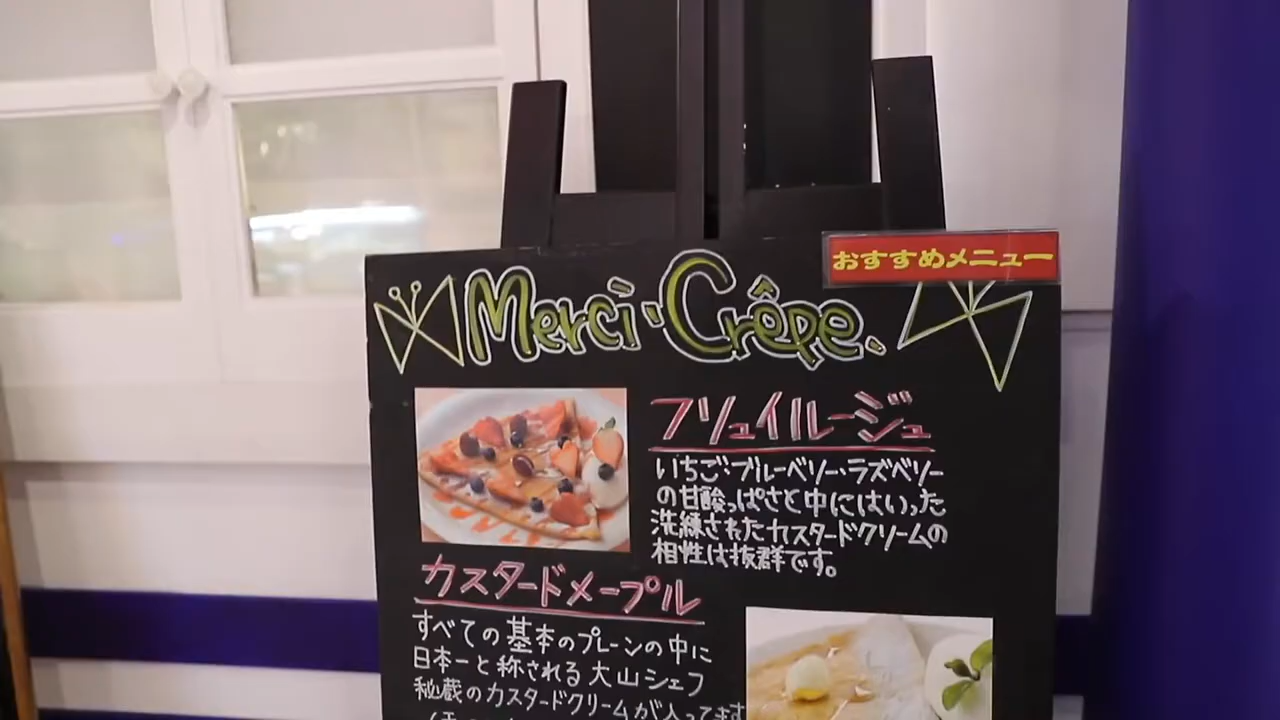 おすすめメニュー
Merci・Crêpe.
フリュイルージュ
いちご・ブルーベリー・ラズベリー
の甘酸っぱさと中にはいった
洗練されたカスタードクリームの
相性は抜群です。
カスタードメープル
すべての基本のプレーンの中に
日本一と称される大山シェフ
秘蔵のカスタードクリームが入ってます